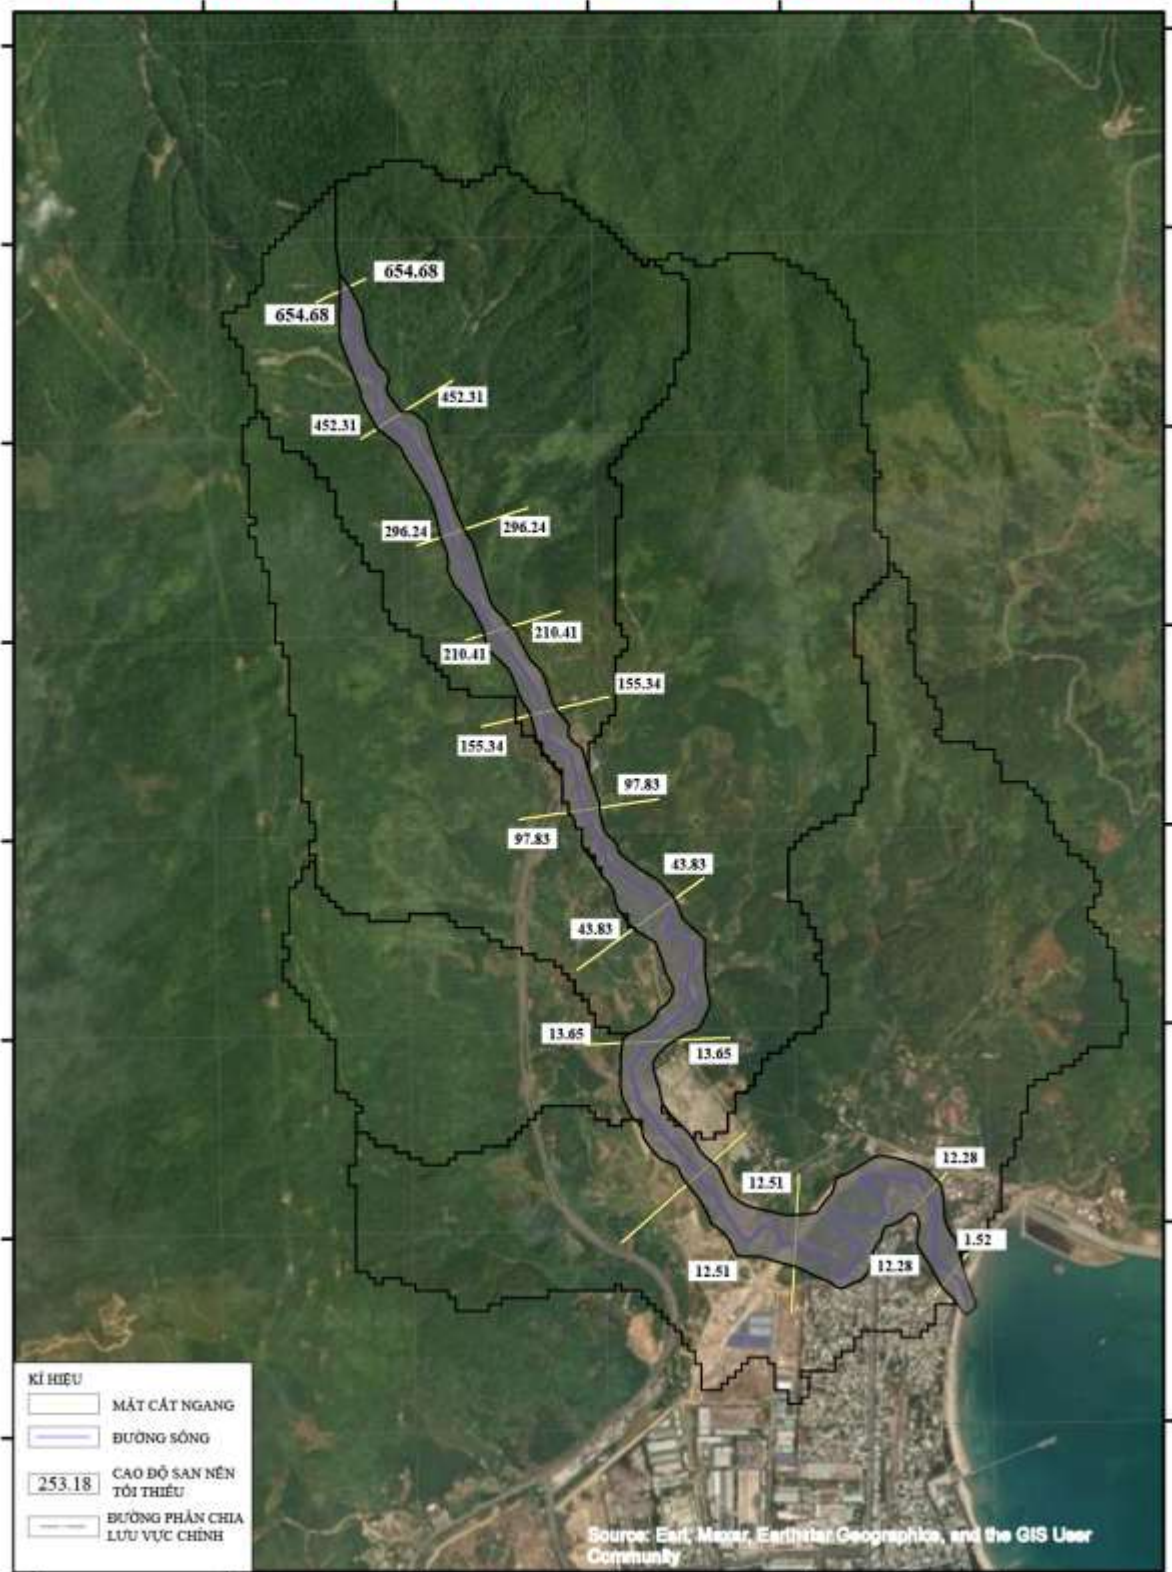 654.68
654.68
452.31
452.31
296.24
296.24
210.41
210.41
155.34
155.34
97.83
97.83
43.83
43.83
13.65
13.65
12.51
12.28
1.52
12.51
12.28
KÍ HIỆU
MẶT CẮT NGANG
ĐƯỜNG SÔNG
253.18
CAO ĐỘ SAN NỀN
TỐI THIỂU
ĐƯỜNG PHÂN CHIA
LƯU VỰC CHÍNH
Source: Esri, Maxar, Earthstar Geographics, and the GIS User
Community